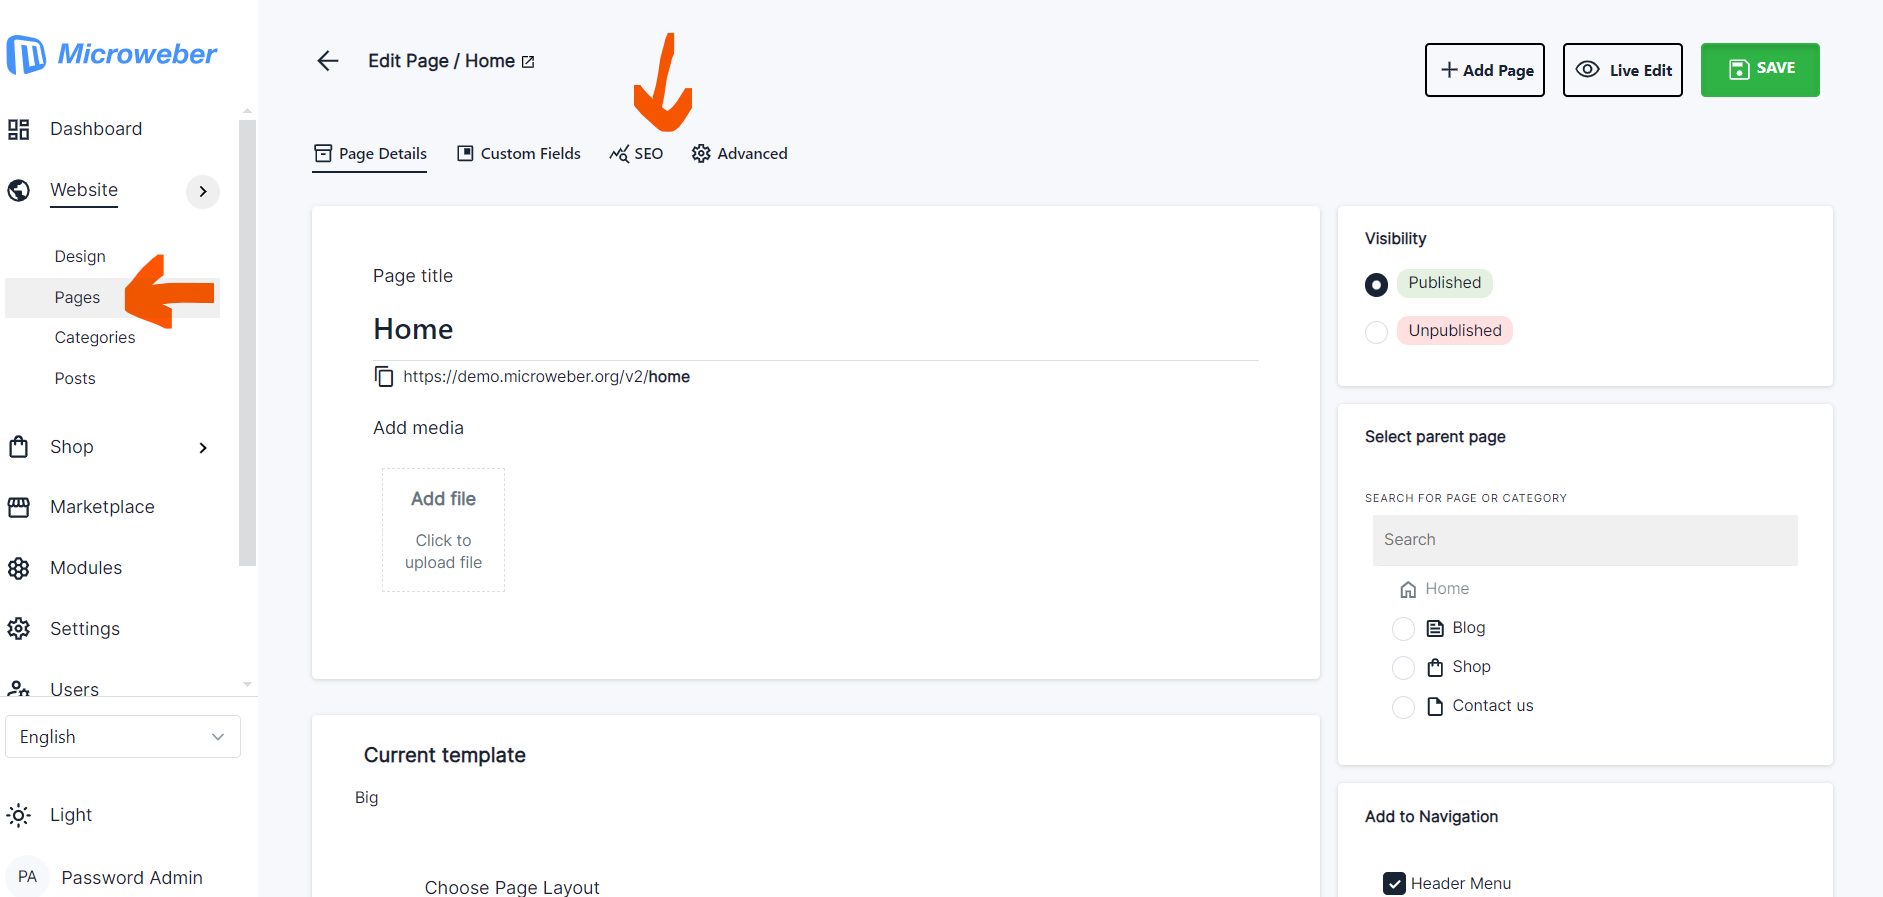 Microweber
Dashboard
Website
Design
Pages
Categories
Posts
Shop
Marketplace
Modules
Settings
Users
English
Light
PA
Password Admin
Edit Page / Home
Add Page
Live Edit
SAVE
Page Details
Custom Fields
SEO
Advanced
Page title
Home
https://demo.microweber.org/v2/home
Add media
Add file
Click to
upload file
Current template
Big
Choose Page Layout
Visibility
Published
Unpublished
Select parent page
SEARCH FOR PAGE OR CATEGORY
Search
Home
Blog
Shop
Contact us
Add to Navigation
Header Menu